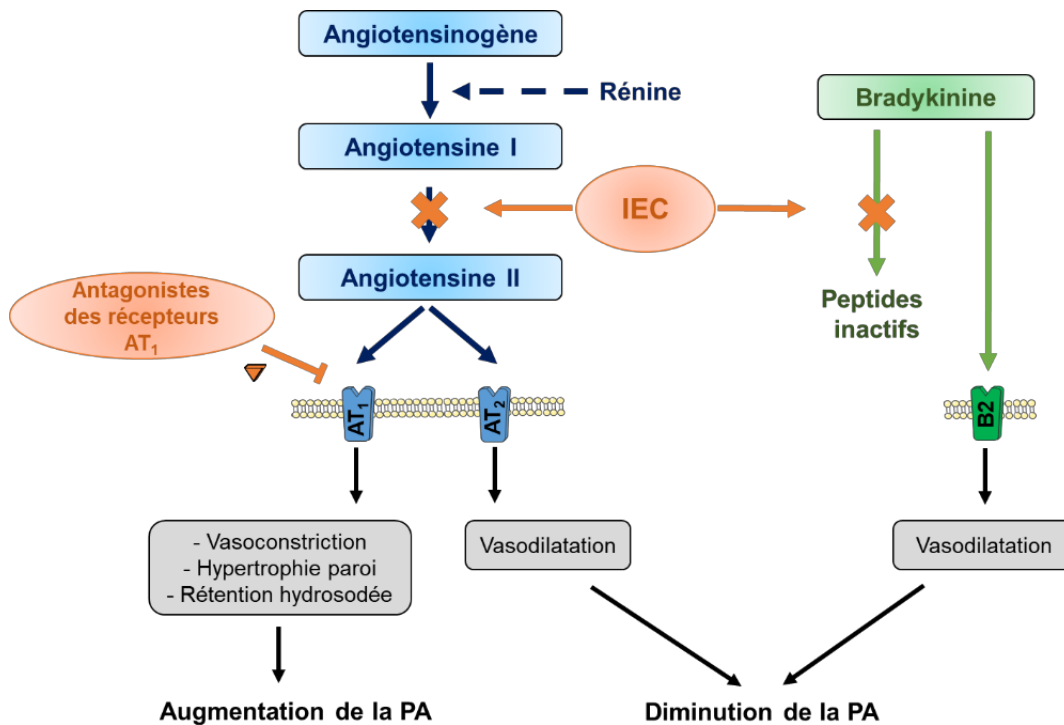 Angiotensinogène
Rénine
Bradykinine
Angiotensine I
IEC
Angiotensine II
Antagonistes
des récepteurs
AT₁
Peptides
inactifs
AT₁
AT₂
B2
- Vasoconstriction
- Hypertrophie paroi
- Rétention hydrosodée
Vasodilatation
Vasodilatation
Augmentation de la PA
Diminution de la PA